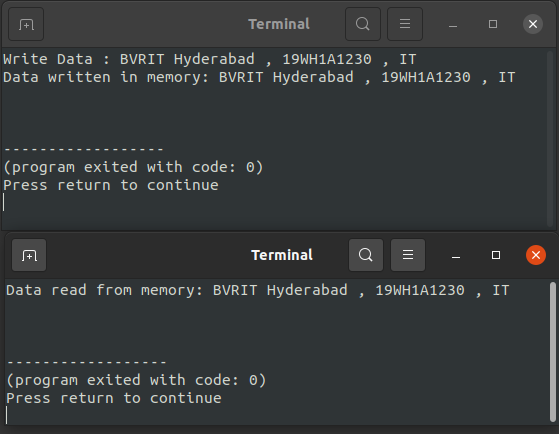 Terminal
Write Data : BVRIT Hyderabad , 19WH1A1230 , IT
Data written in memory: BVRIT Hyderabad , 19WH1A1230 , IT
------------------
(program exited with code: 0)
Press return to continue
Terminal
Data read from memory: BVRIT Hyderabad , 19WH1A1230 , IT
------------------
(program exited with code: 0)
Press return to continue